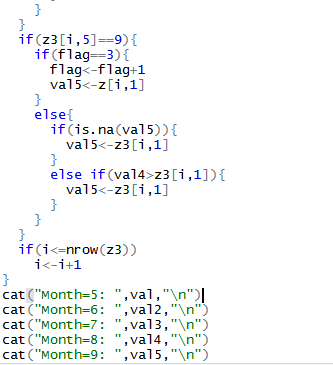 }
    }
  if(z3[i,5]==9){
    if(flag==3){
      flag<-flag+1
      val5<-z[i,1]
    }
    else{
      if(is.na(val5)){
        val5<-z3[i,1]
      }
      else if(val4>z3[i,1]){
        val5<-z3[i,1]
      }
    }
  }
  if(i<=nrow(z3))
    i<-i+1
}
cat("Month=5: ",val,"\n")
cat("Month=6: ",val2,"\n")
cat("Month=7: ",val3,"\n")
cat("Month=8: ",val4,"\n")
cat("Month=9: ",val5,"\n")